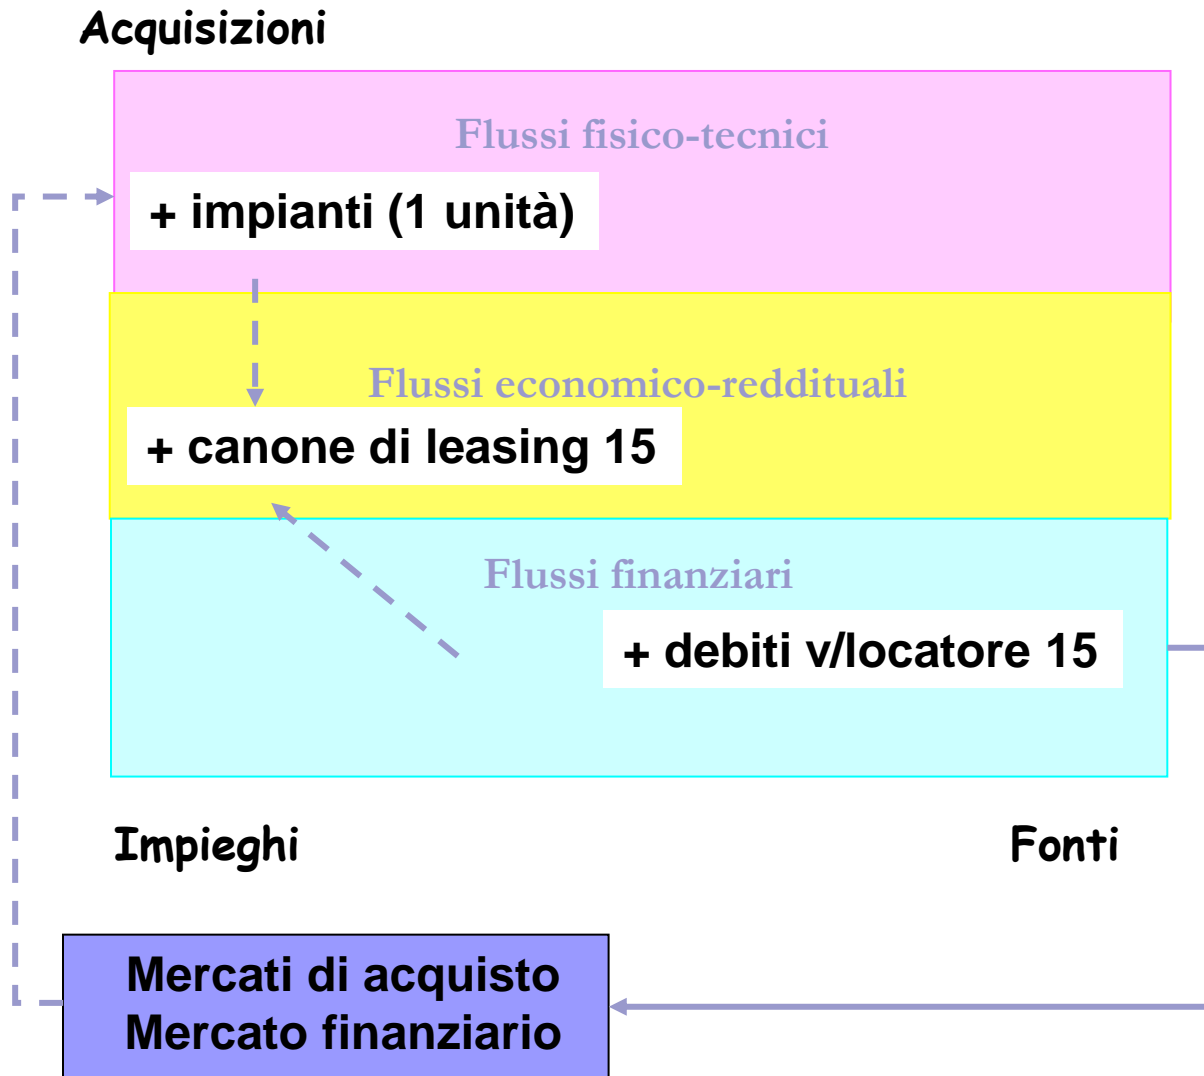 Acquisizioni
Flussi fisico-tecnici
+ impianti (1 unità)
Flussi economico-reddituali
+ canone di leasing 15
Flussi finanziari
+ debiti v/locatore 15
Impieghi
Fonti
Mercati di acquisto
Mercato finanziario